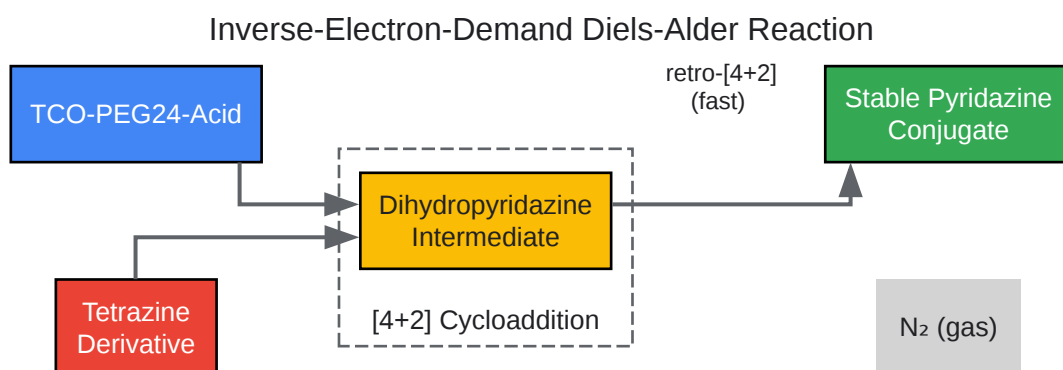 Inverse-Electron-Demand Diels-Alder Reaction
TCO-PEG24-Acid
retro-[4+2]
(fast)
Stable Pyridazine
Conjugate
Dihydropyridazine
Intermediate
[4+2] Cycloaddition
Tetrazine
Derivative
N₂ (gas)